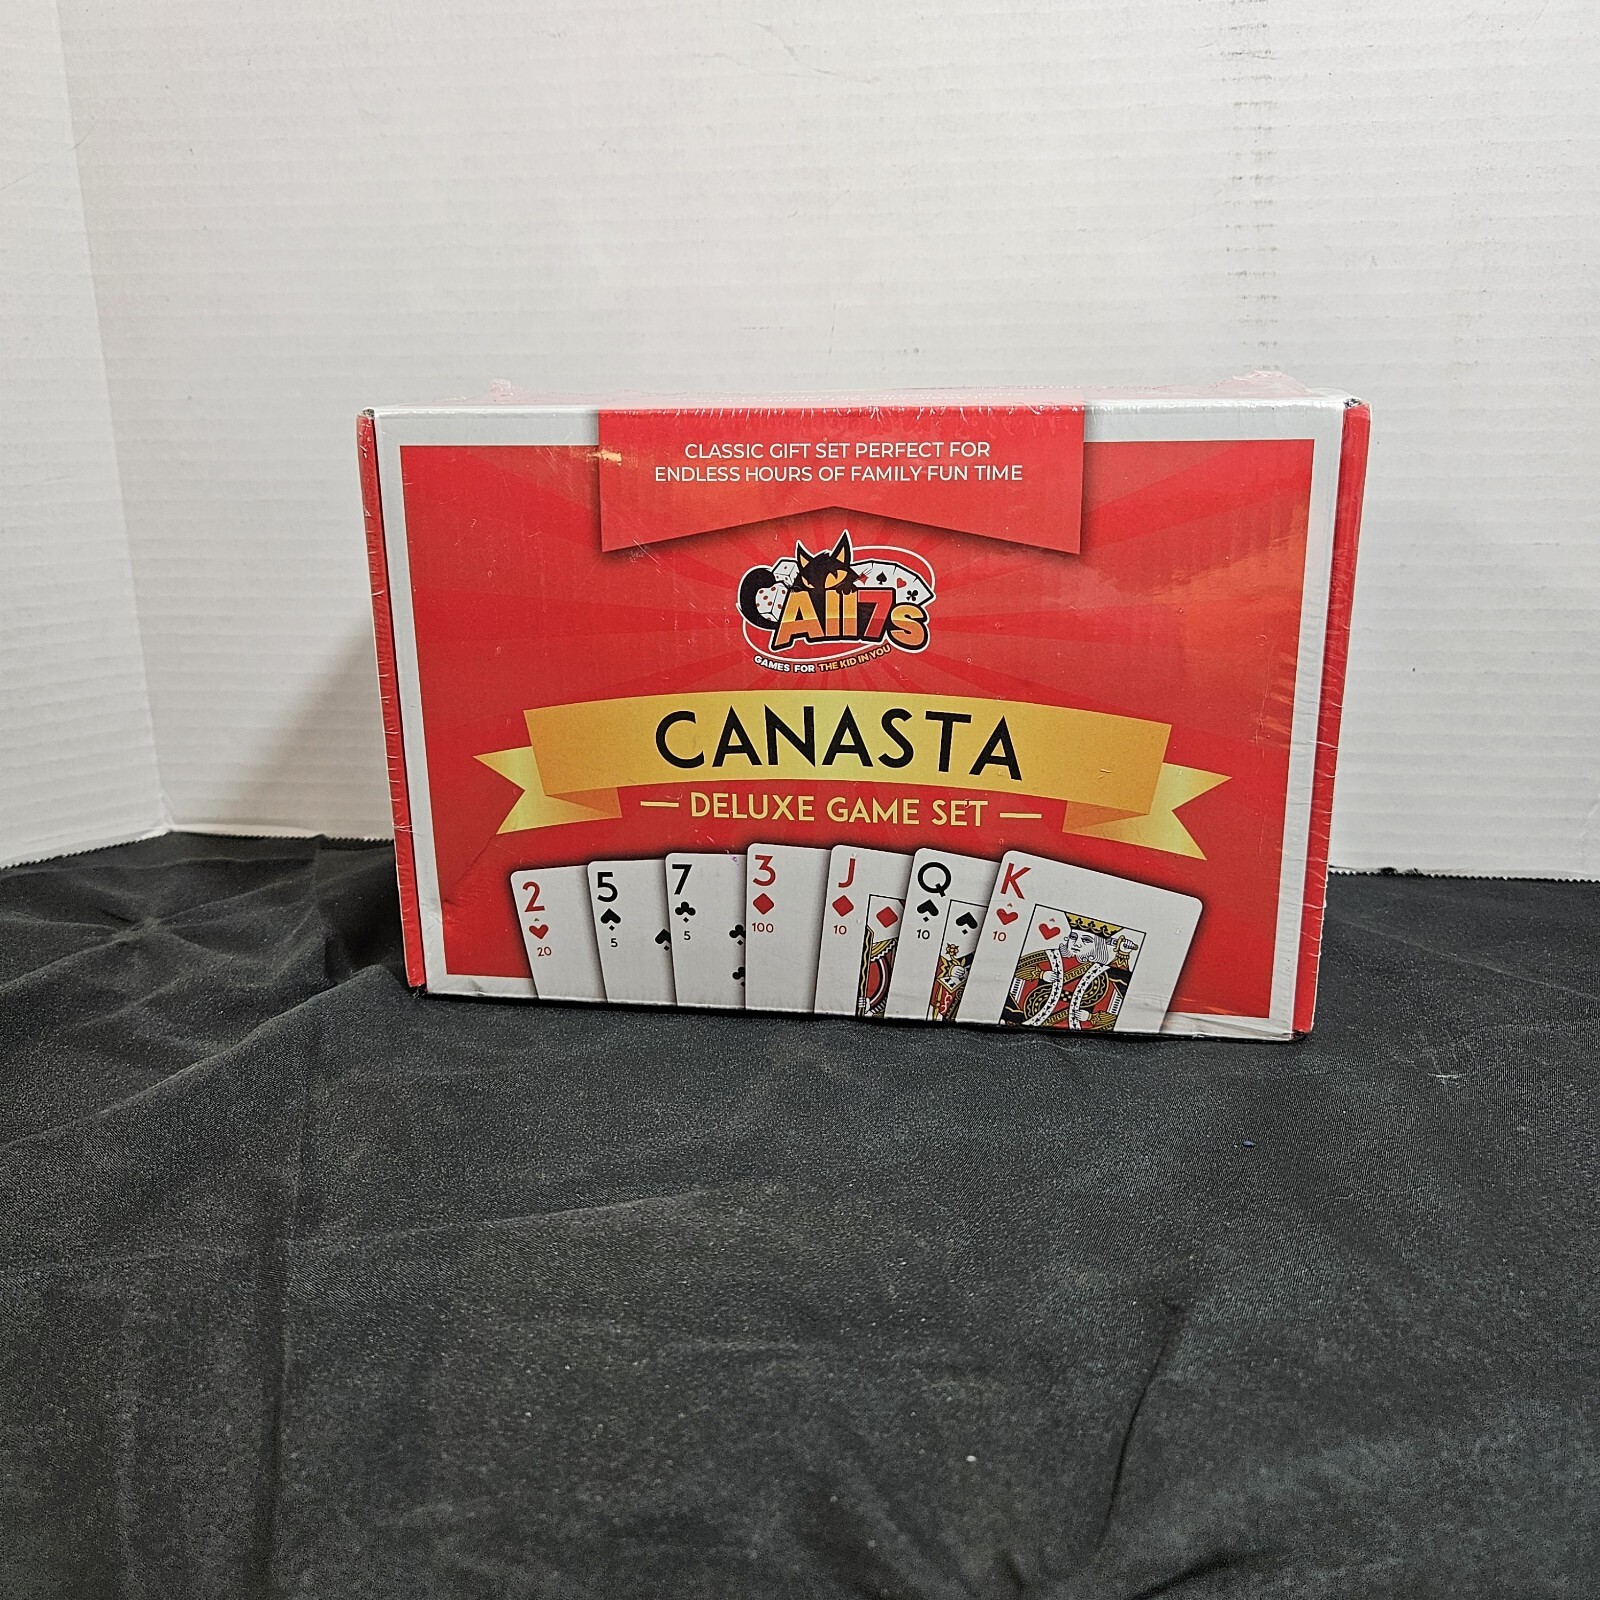 CLASSIC GIFT SET PERFECT FOR
ENDLESS HOURS OF FAMILY FUN TIME
All7s
GAMES FOR THE KID IN YOU
CANASTA
DELUXE GAME SET
2
20
5
5
7
5
3
100
J
10
Q
10
K
10